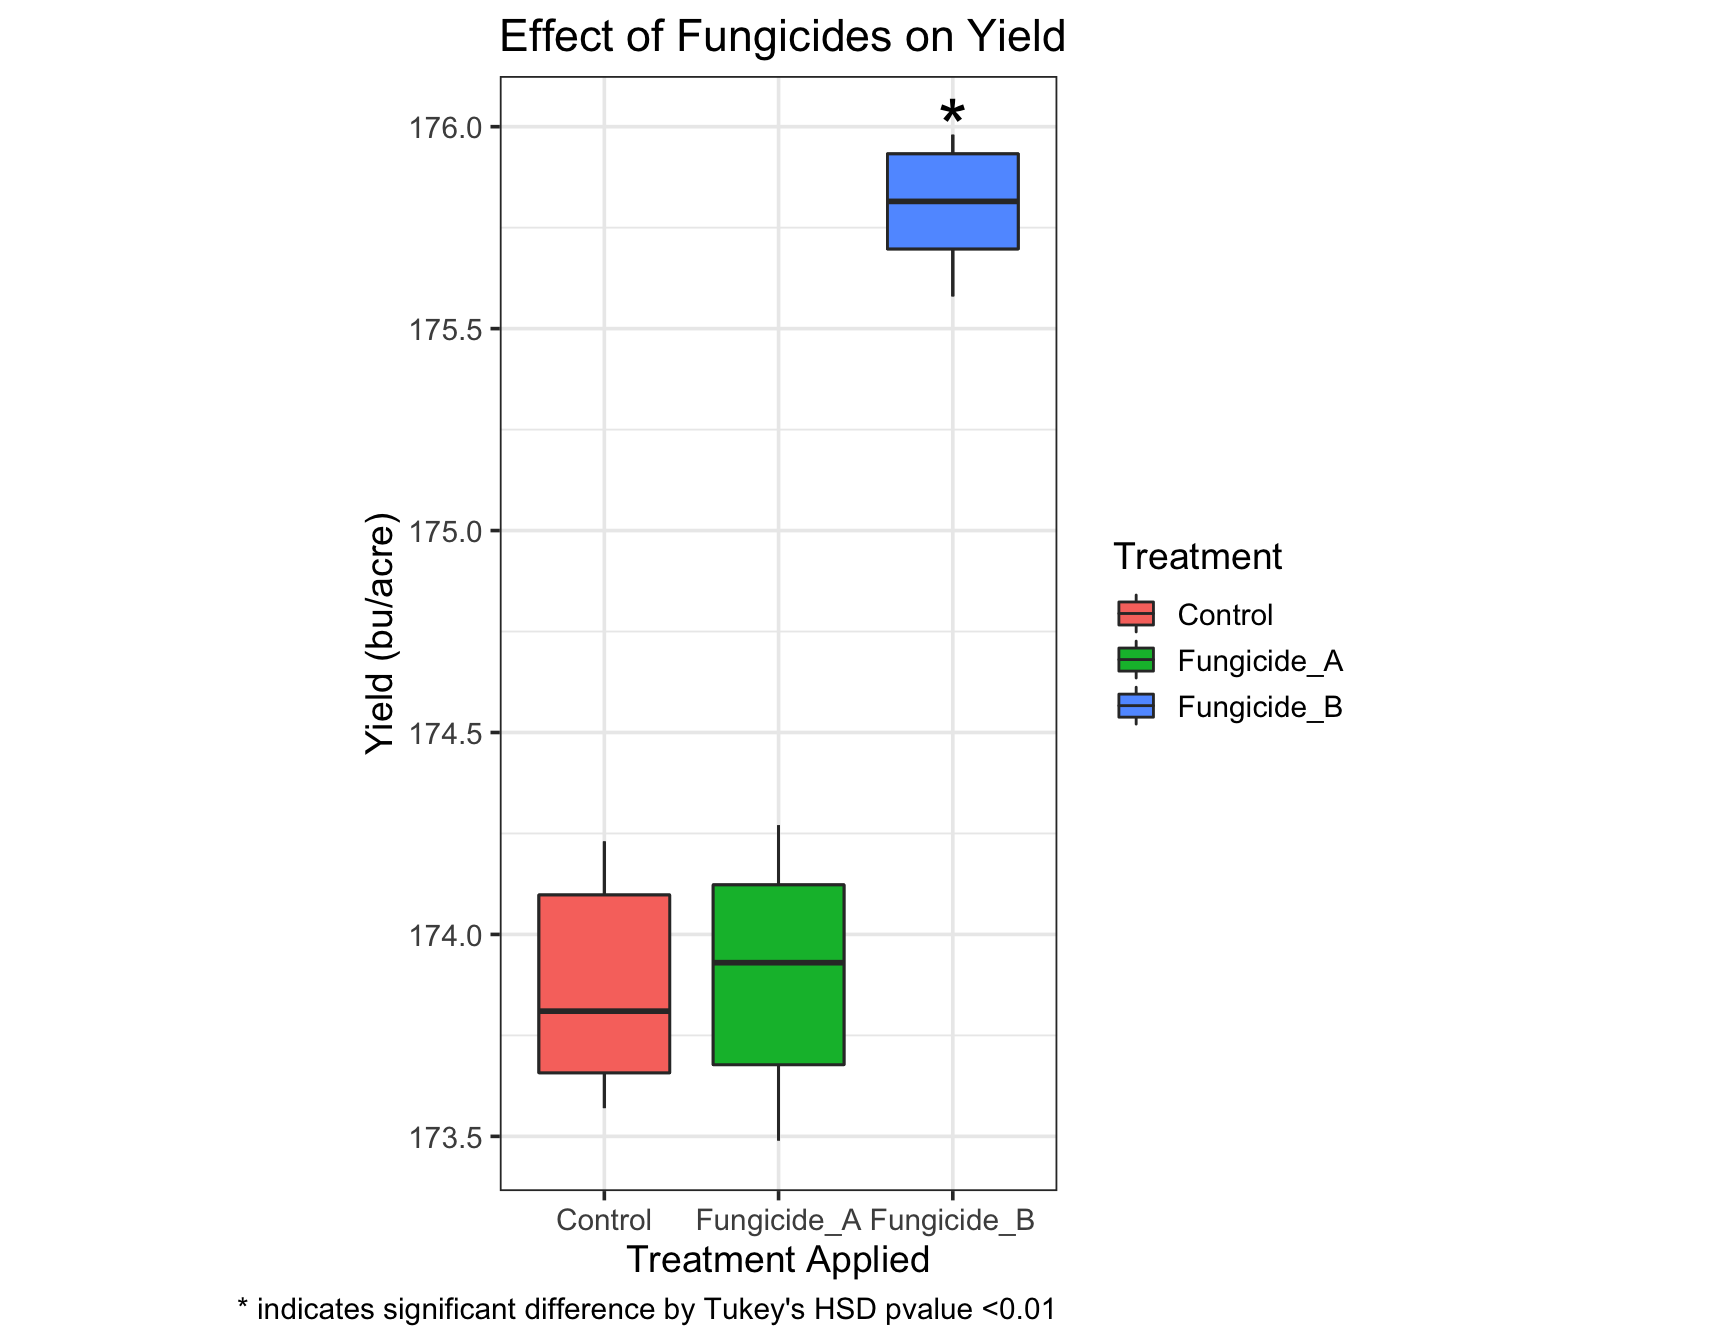 Effect of Fungicides on Yield
*
176.0
175.5
175.0
174.5
174.0
173.5
Yield (bu/acre)
Control Fungicide_A Fungicide_B
Treatment Applied
* indicates significant difference by Tukey's HSD pvalue <0.01
Treatment
Control
Fungicide_A
Fungicide_B